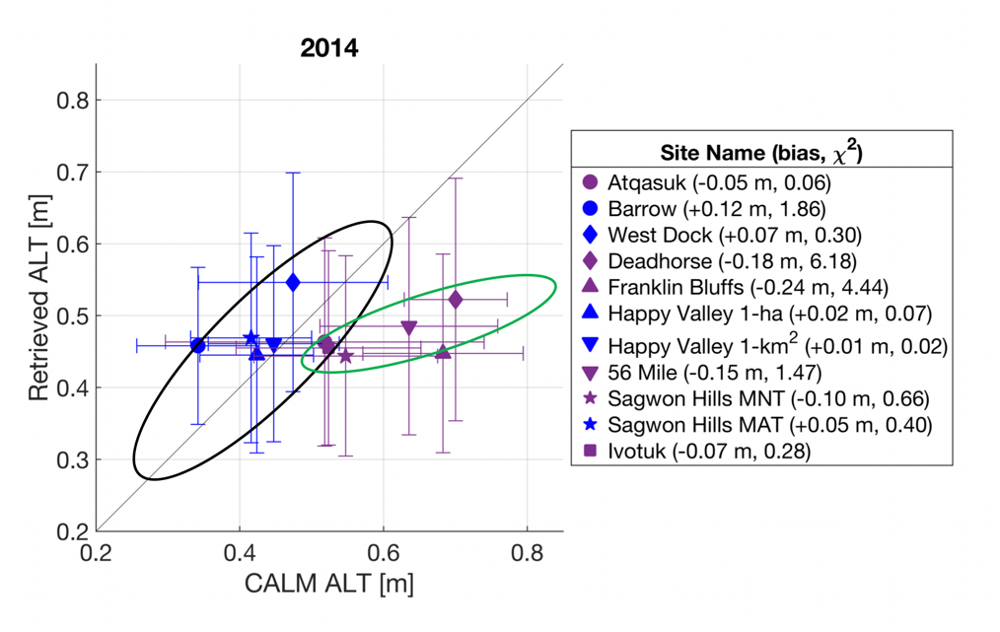 2014
0.8
0.7
0.6
0.5
0.4
0.3
0.2
0.2 0.4 0.6 0.8
Retrieved ALT [m]
CALM ALT [m]
Site Name (bias, χ²)
Atqasuk (-0.05 m, 0.06)
Barrow (+0.12 m, 1.86)
West Dock (+0.07 m, 0.30)
Deadhorse (-0.18 m, 6.18)
Franklin Bluffs (-0.24 m, 4.44)
Happy Valley 1-ha (+0.02 m, 0.07)
Happy Valley 1-km² (+0.01 m, 0.02)
56 Mile (-0.15 m, 1.47)
Sagwon Hills MNT (-0.10 m, 0.66)
Sagwon Hills MAT (+0.05 m, 0.40)
Ivotuk (-0.07 m, 0.28)